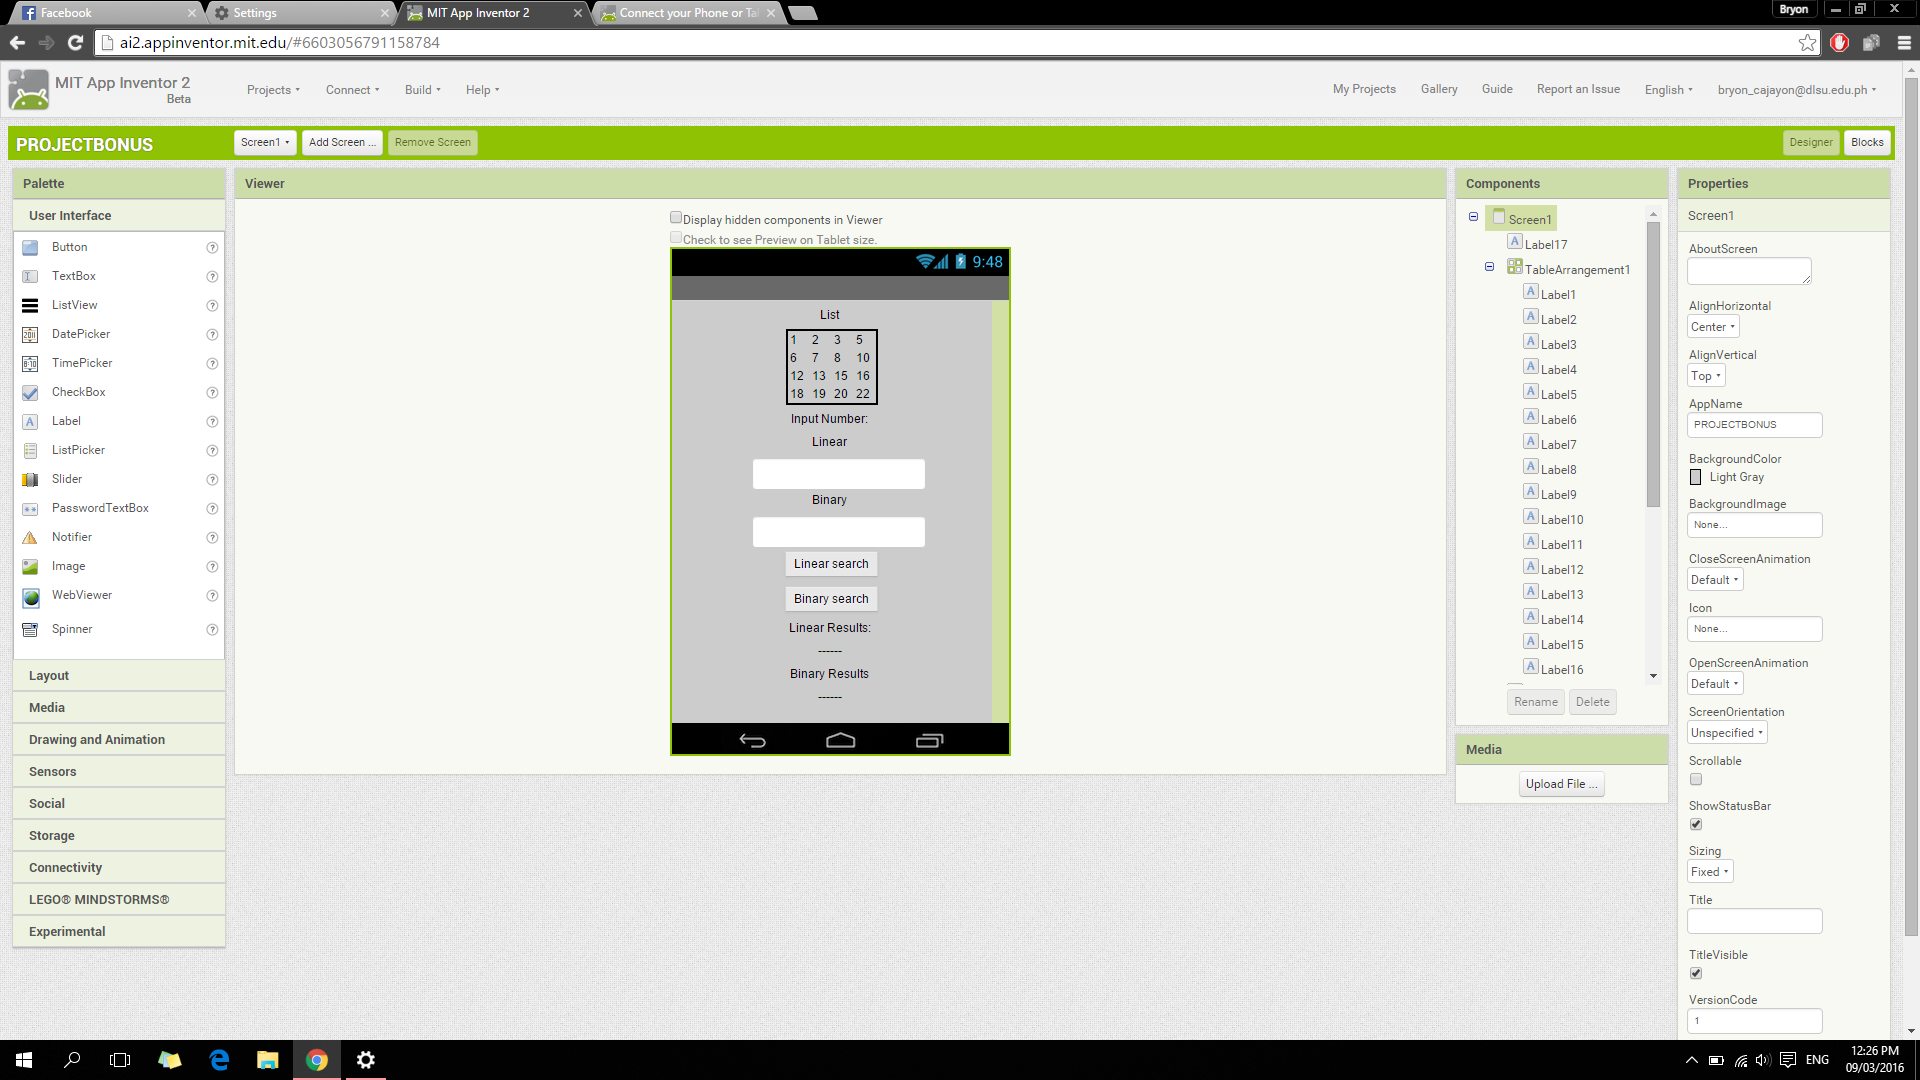 Facebook
Settings
MIT App Inventor 2
Connect your Phone or Ta
Bryon
ai2.appinventor.mit.edu/#6603056791158784
MIT App Inventor 2
Beta
Projects
Connect
Build
Help
My Projects
Gallery
Guide
Report an Issue
English
bryon_cajayon@dlsu.edu.ph
PROJECTBONUS
Screen1
Add Screen ...
Remove Screen
Designer
Blocks
Palette
User Interface
Button
TextBox
ListView
DatePicker
TimePicker
CheckBox
Label
ListPicker
Slider
PasswordTextBox
Notifier
Image
WebViewer
Spinner
Layout
Media
Drawing and Animation
Sensors
Social
Storage
Connectivity
LEGO® MINDSTORMS®
Experimental
Viewer
Display hidden components in Viewer
Check to see Preview on Tablet size.
9:48
List
1 2 3 5
6 7 8 10
12 13 15 16
18 19 20 22
Input Number:
Linear
Binary
Linear search
Binary search
Linear Results:
------
Binary Results
------
Components
Screen1
Label17
TableArrangement1
Label1
Label2
Label3
Label4
Label5
Label6
Label7
Label8
Label9
Label10
Label11
Label12
Label13
Label14
Label15
Label16
Rename
Delete
Media
Upload File ...
Properties
Screen1
AboutScreen
AlignHorizontal
Center
AlignVertical
Top
AppName
PROJECTBONUS
BackgroundColor
Light Gray
BackgroundImage
None...
CloseScreenAnimation
Default
Icon
None...
OpenScreenAnimation
Default
ScreenOrientation
Unspecified
Scrollable
ShowStatusBar
Sizing
Fixed
Title
TitleVisible
VersionCode
1
ENG
12:26 PM
09/03/2016